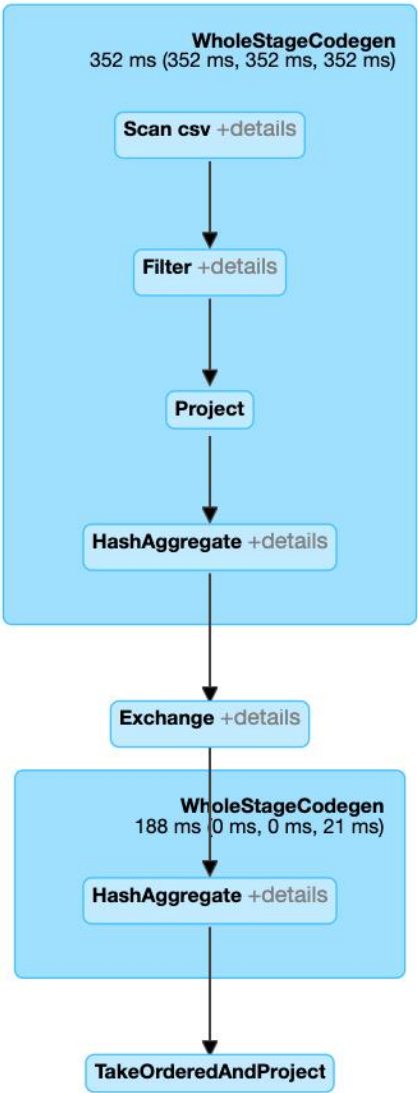 WholeStageCodegen
352 ms (352 ms, 352 ms, 352 ms)
Scan csv +details
Filter +details
Project
HashAggregate +details
Exchange +details
WholeStageCodegen
188 ms (0 ms, 0 ms, 21 ms)
HashAggregate +details
TakeOrderedAndProject